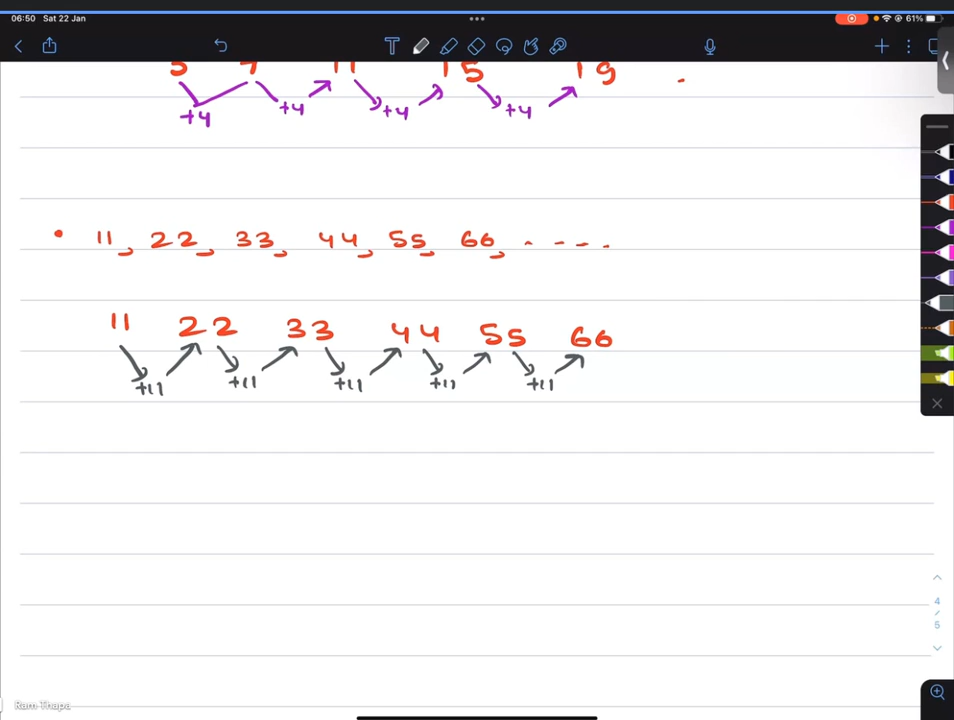 06:50 Sat 22 Jan 61%
7 11 15 19 .
+4 +4 +4 +4
• 11, 22, 33, 44, 55, 66, - - - -
11 22 33 44 55 66
+11 +11 +11 +11 +11
4
/
5
Ram Thapa